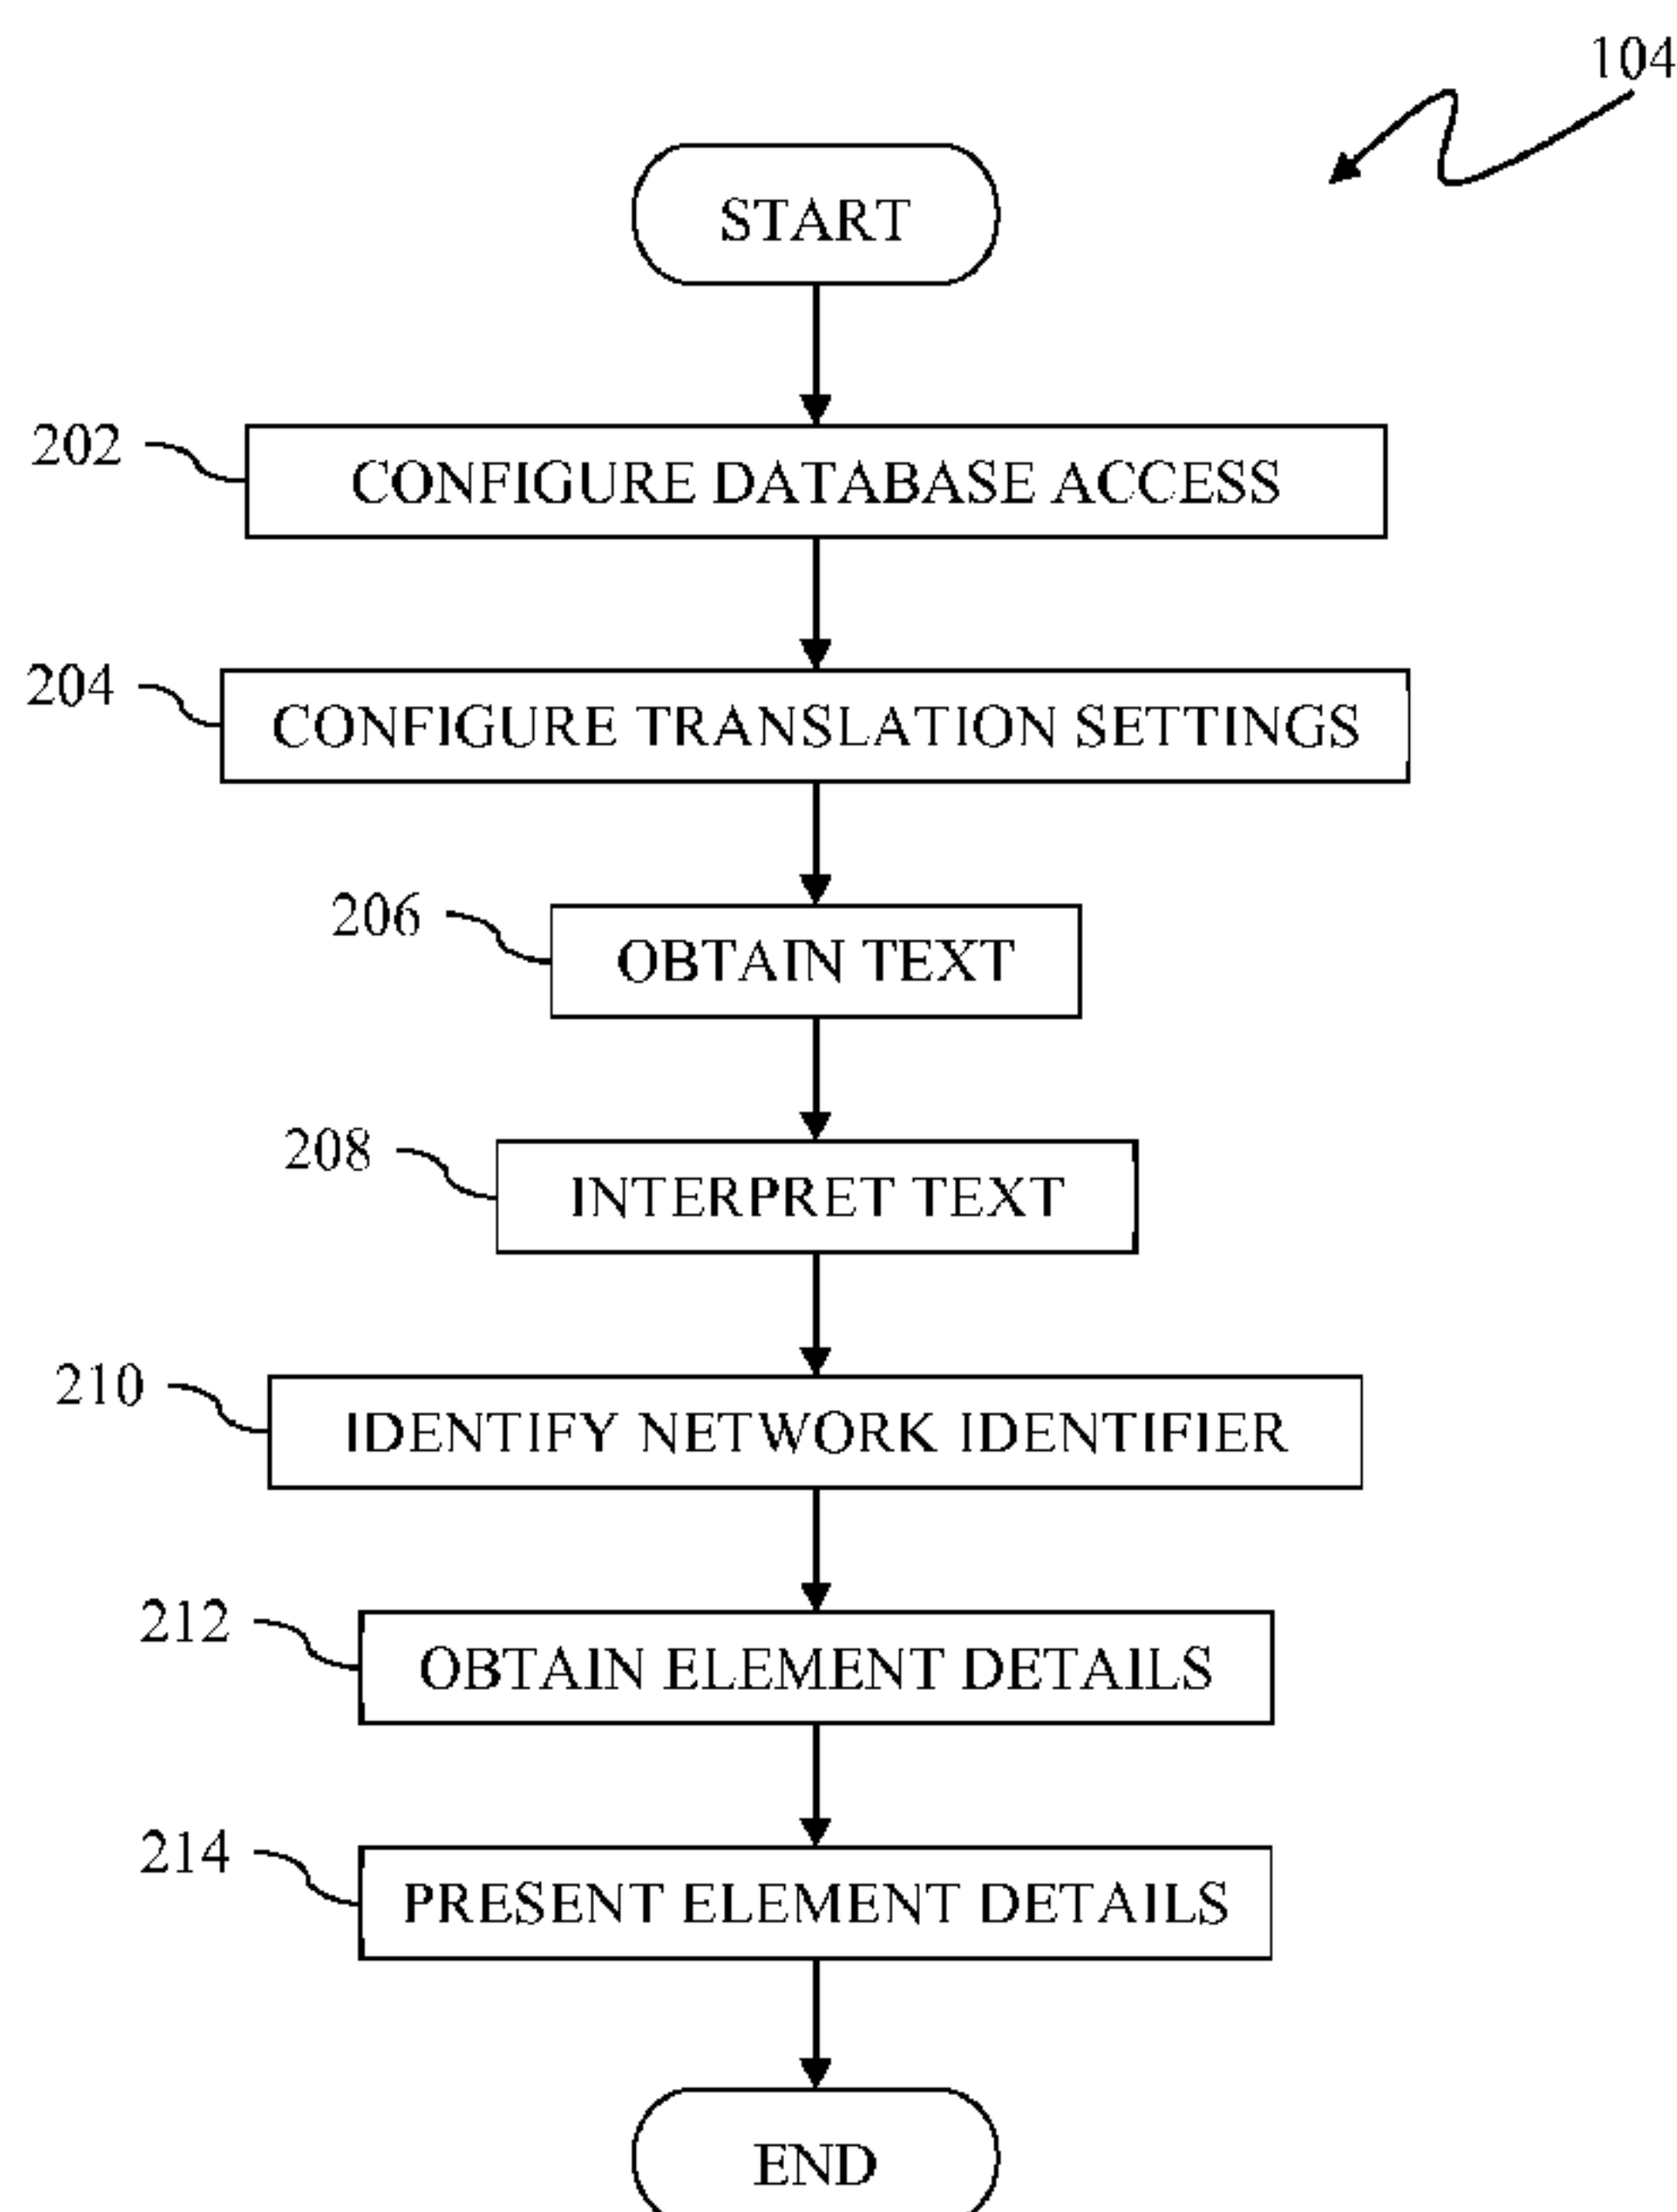 104
START
202
CONFIGURE DATABASE ACCESS
204
CONFIGURE TRANSLATION SETTINGS
206
OBTAIN TEXT
208
INTERPRET TEXT
210
IDENTIFY NETWORK IDENTIFIER
212
OBTAIN ELEMENT DETAILS
214
PRESENT ELEMENT DETAILS
END